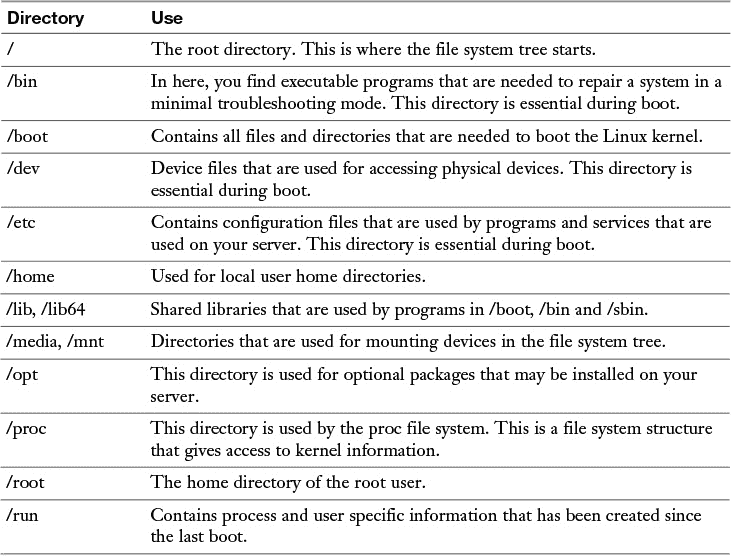 Directory Use
/ The root directory. This is where the file system tree starts.
/bin In here, you find executable programs that are needed to repair a system in a
minimal troubleshooting mode. This directory is essential during boot.
/boot Contains all files and directories that are needed to boot the Linux kernel.
/dev Device files that are used for accessing physical devices. This directory is
essential during boot.
/etc Contains configuration files that are used by programs and services that are
used on your server. This directory is essential during boot.
/home Used for local user home directories.
/lib, /lib64 Shared libraries that are used by programs in /boot, /bin and /sbin.
/media, /mnt Directories that are used for mounting devices in the file system tree.
/opt This directory is used for optional packages that may be installed on your
server.
/proc This directory is used by the proc file system. This is a file system structure
that gives access to kernel information.
/root The home directory of the root user.
/run Contains process and user specific information that has been created since
the last boot.